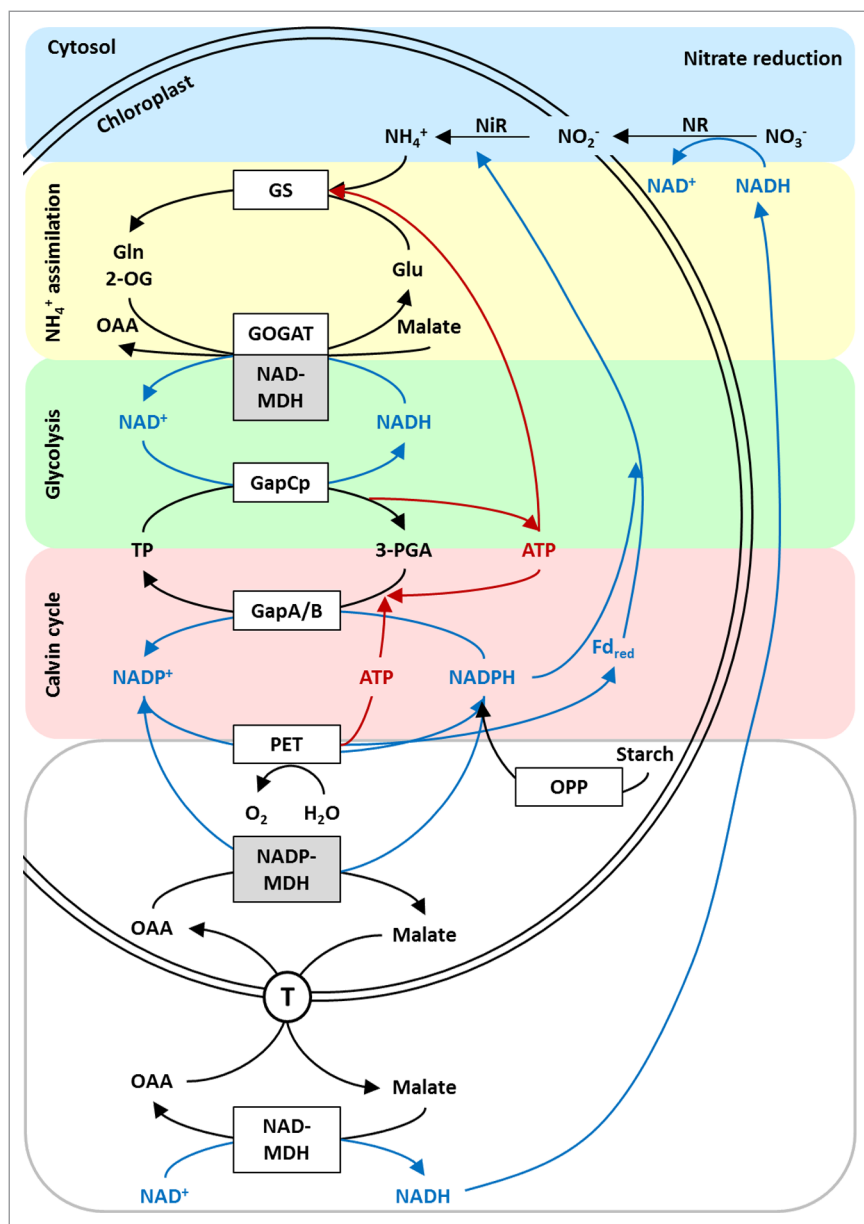 Cytosol
Nitrate reduction
Chloroplast
NH₄⁺
NiR
NO₂⁻
NR
NO₃⁻
NAD⁺
NADH
NH₄⁺ assimilation
GS
Gln
2-OG
Glu
OAA
GOGAT
Malate
NAD-
MDH
Glycolysis
NAD⁺
NADH
GapCp
TP
3-PGA
ATP
Calvin cycle
GapA/B
NADP⁺
ATP
NADPH
Fdred
PET
Starch
OPP
O₂
H₂O
NADP-
MDH
OAA
Malate
T
OAA
Malate
NAD-
MDH
NAD⁺
NADH